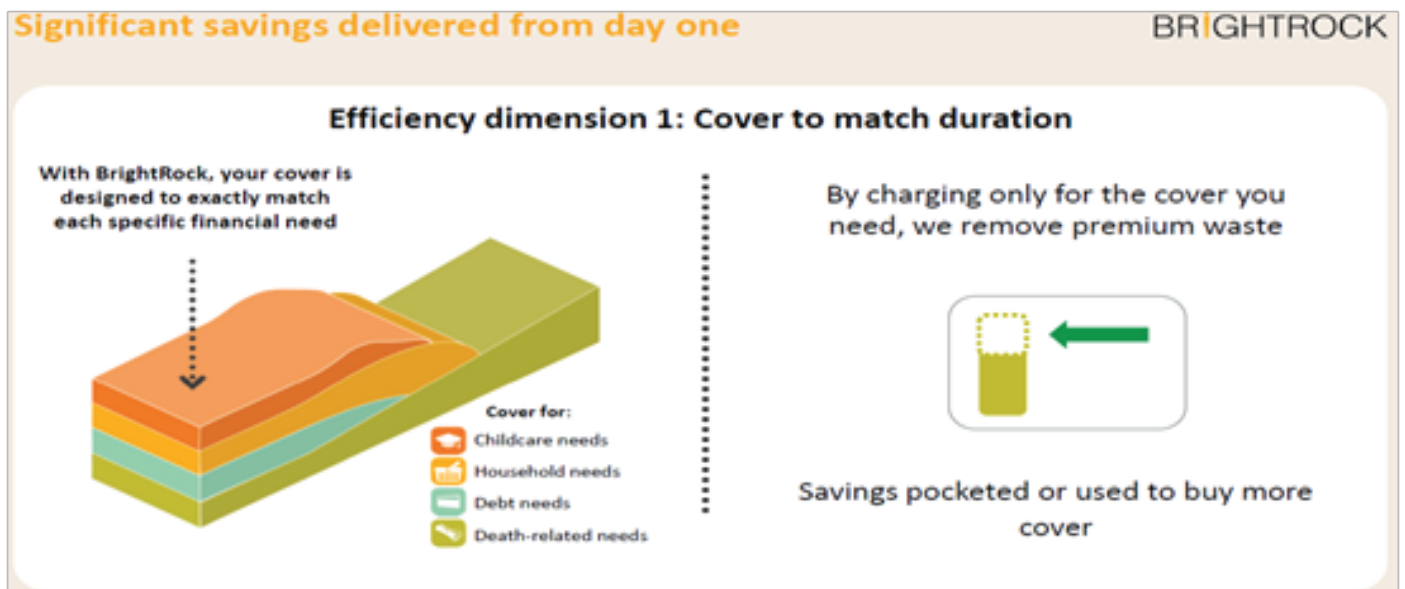 Significant savings delivered from day one
BRIGHTROCK
Efficiency dimension 1: Cover to match duration
With BrightRock, your cover is
designed to exactly match
each specific financial need
Cover for:
Childcare needs
Household needs
Debt needs
Death-related needs
By charging only for the cover you
need, we remove premium waste
Savings pocketed or used to buy more
cover